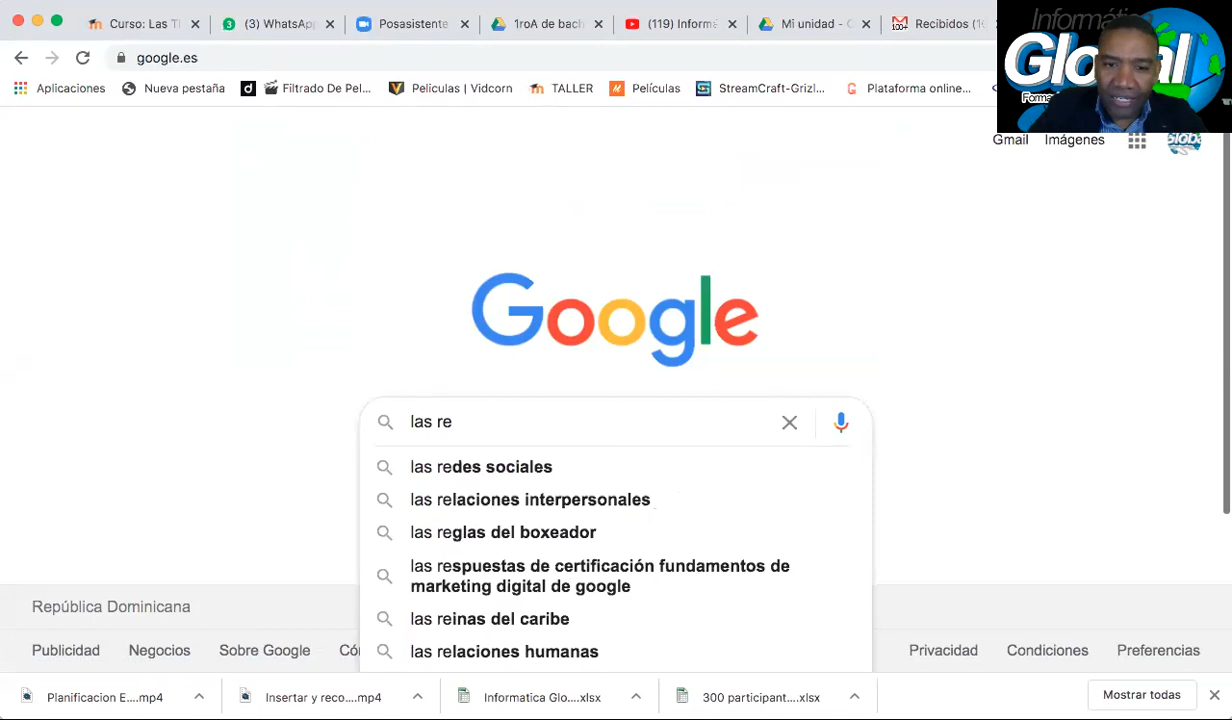 Curso: Las T
(3) WhatsApp
Posasistente
1roA de bach
(119) Informá
Mi unidad -
Recibidos (1
google.es
Aplicaciones
Nueva pestaña
Filtrado De Pel...
Peliculas | Vidcorn
TALLER
Películas
StreamCraft-Grizl...
Plataforma online...
Informática
Global
Gmail
Imágenes
Google
las re
las redes sociales
las relaciones interpersonales
las reglas del boxeador
las respuestas de certificación fundamentos de
marketing digital de google
las reinas del caribe
las relaciones humanas
República Dominicana
Publicidad
Negocios
Sobre Google
Privacidad
Condiciones
Preferencias
Planificacion E....mp4
Insertar y reco....mp4
Informatica Glo....xlsx
300 participant....xlsx
Mostrar todas